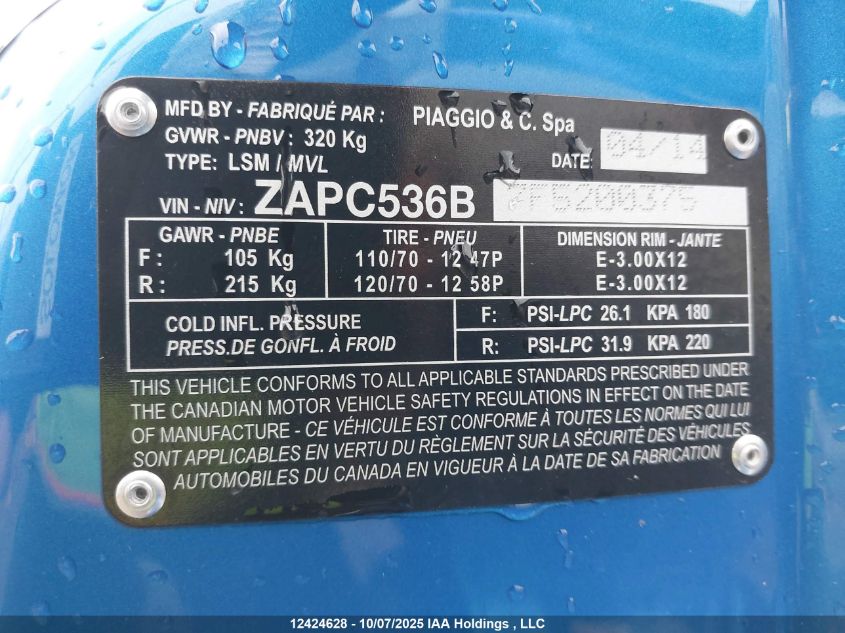 MFD BY - FABRIQUÉ PAR : PIAGGIO & C. Spa
GVWR - PNBV : 320 Kg
TYPE: LSM / MVL DATE: 04/14
VIN - NIV : ZAPC536B F5200375
GAWR - PNBE TIRE - PNEU DIMENSION RIM - JANTE
F : 105 Kg 110/70 - 12 47P E-3.00X12
R : 215 Kg 120/70 - 12 58P E-3.00X12
COLD INFL. PRESSURE F: PSI-LPC 26.1 KPA 180
PRESS.DE GONFL. À FROID R: PSI-LPC 31.9 KPA 220
THIS VEHICLE CONFORMS TO ALL APPLICABLE STANDARDS PRESCRIBED UNDER
THE CANADIAN MOTOR VEHICLE SAFETY REGULATIONS IN EFFECT ON THE DATE
OF MANUFACTURE - CE VÉHICULE EST CONFORME À TOUTES LES NORMES QUI LUI
SONT APPLICABLES EN VERTU DU RÈGLEMENT SUR LA SÉCURITÉ DES VÉHICULES
AUTOMOBILES DU CANADA EN VIGUEUR À LA DATE DE SA FABRICATION
12424628 - 10/07/2025 IAA Holdings , LLC